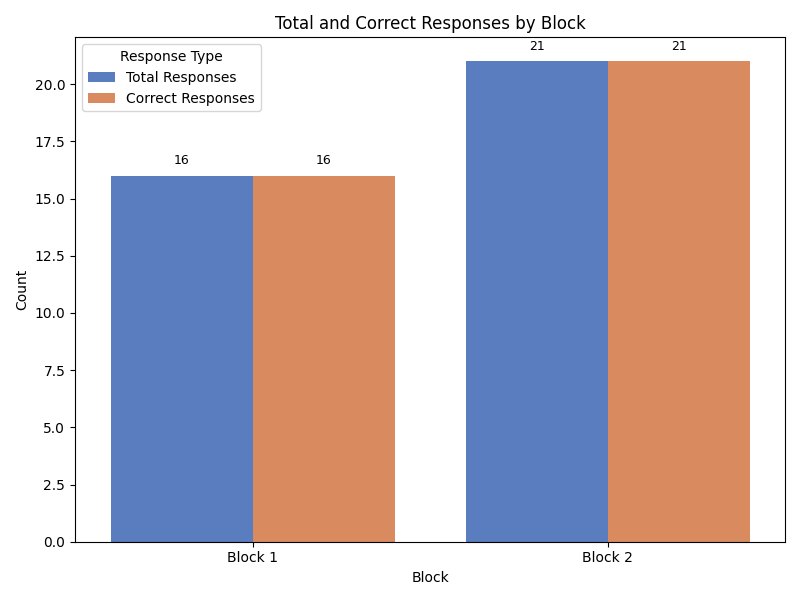 Total and Correct Responses by Block
Response Type
Total Responses
Correct Responses
16
16
21
21
20.0
17.5
15.0
12.5
10.0
7.5
5.0
2.5
0.0
Count
Block 1
Block 2
Block